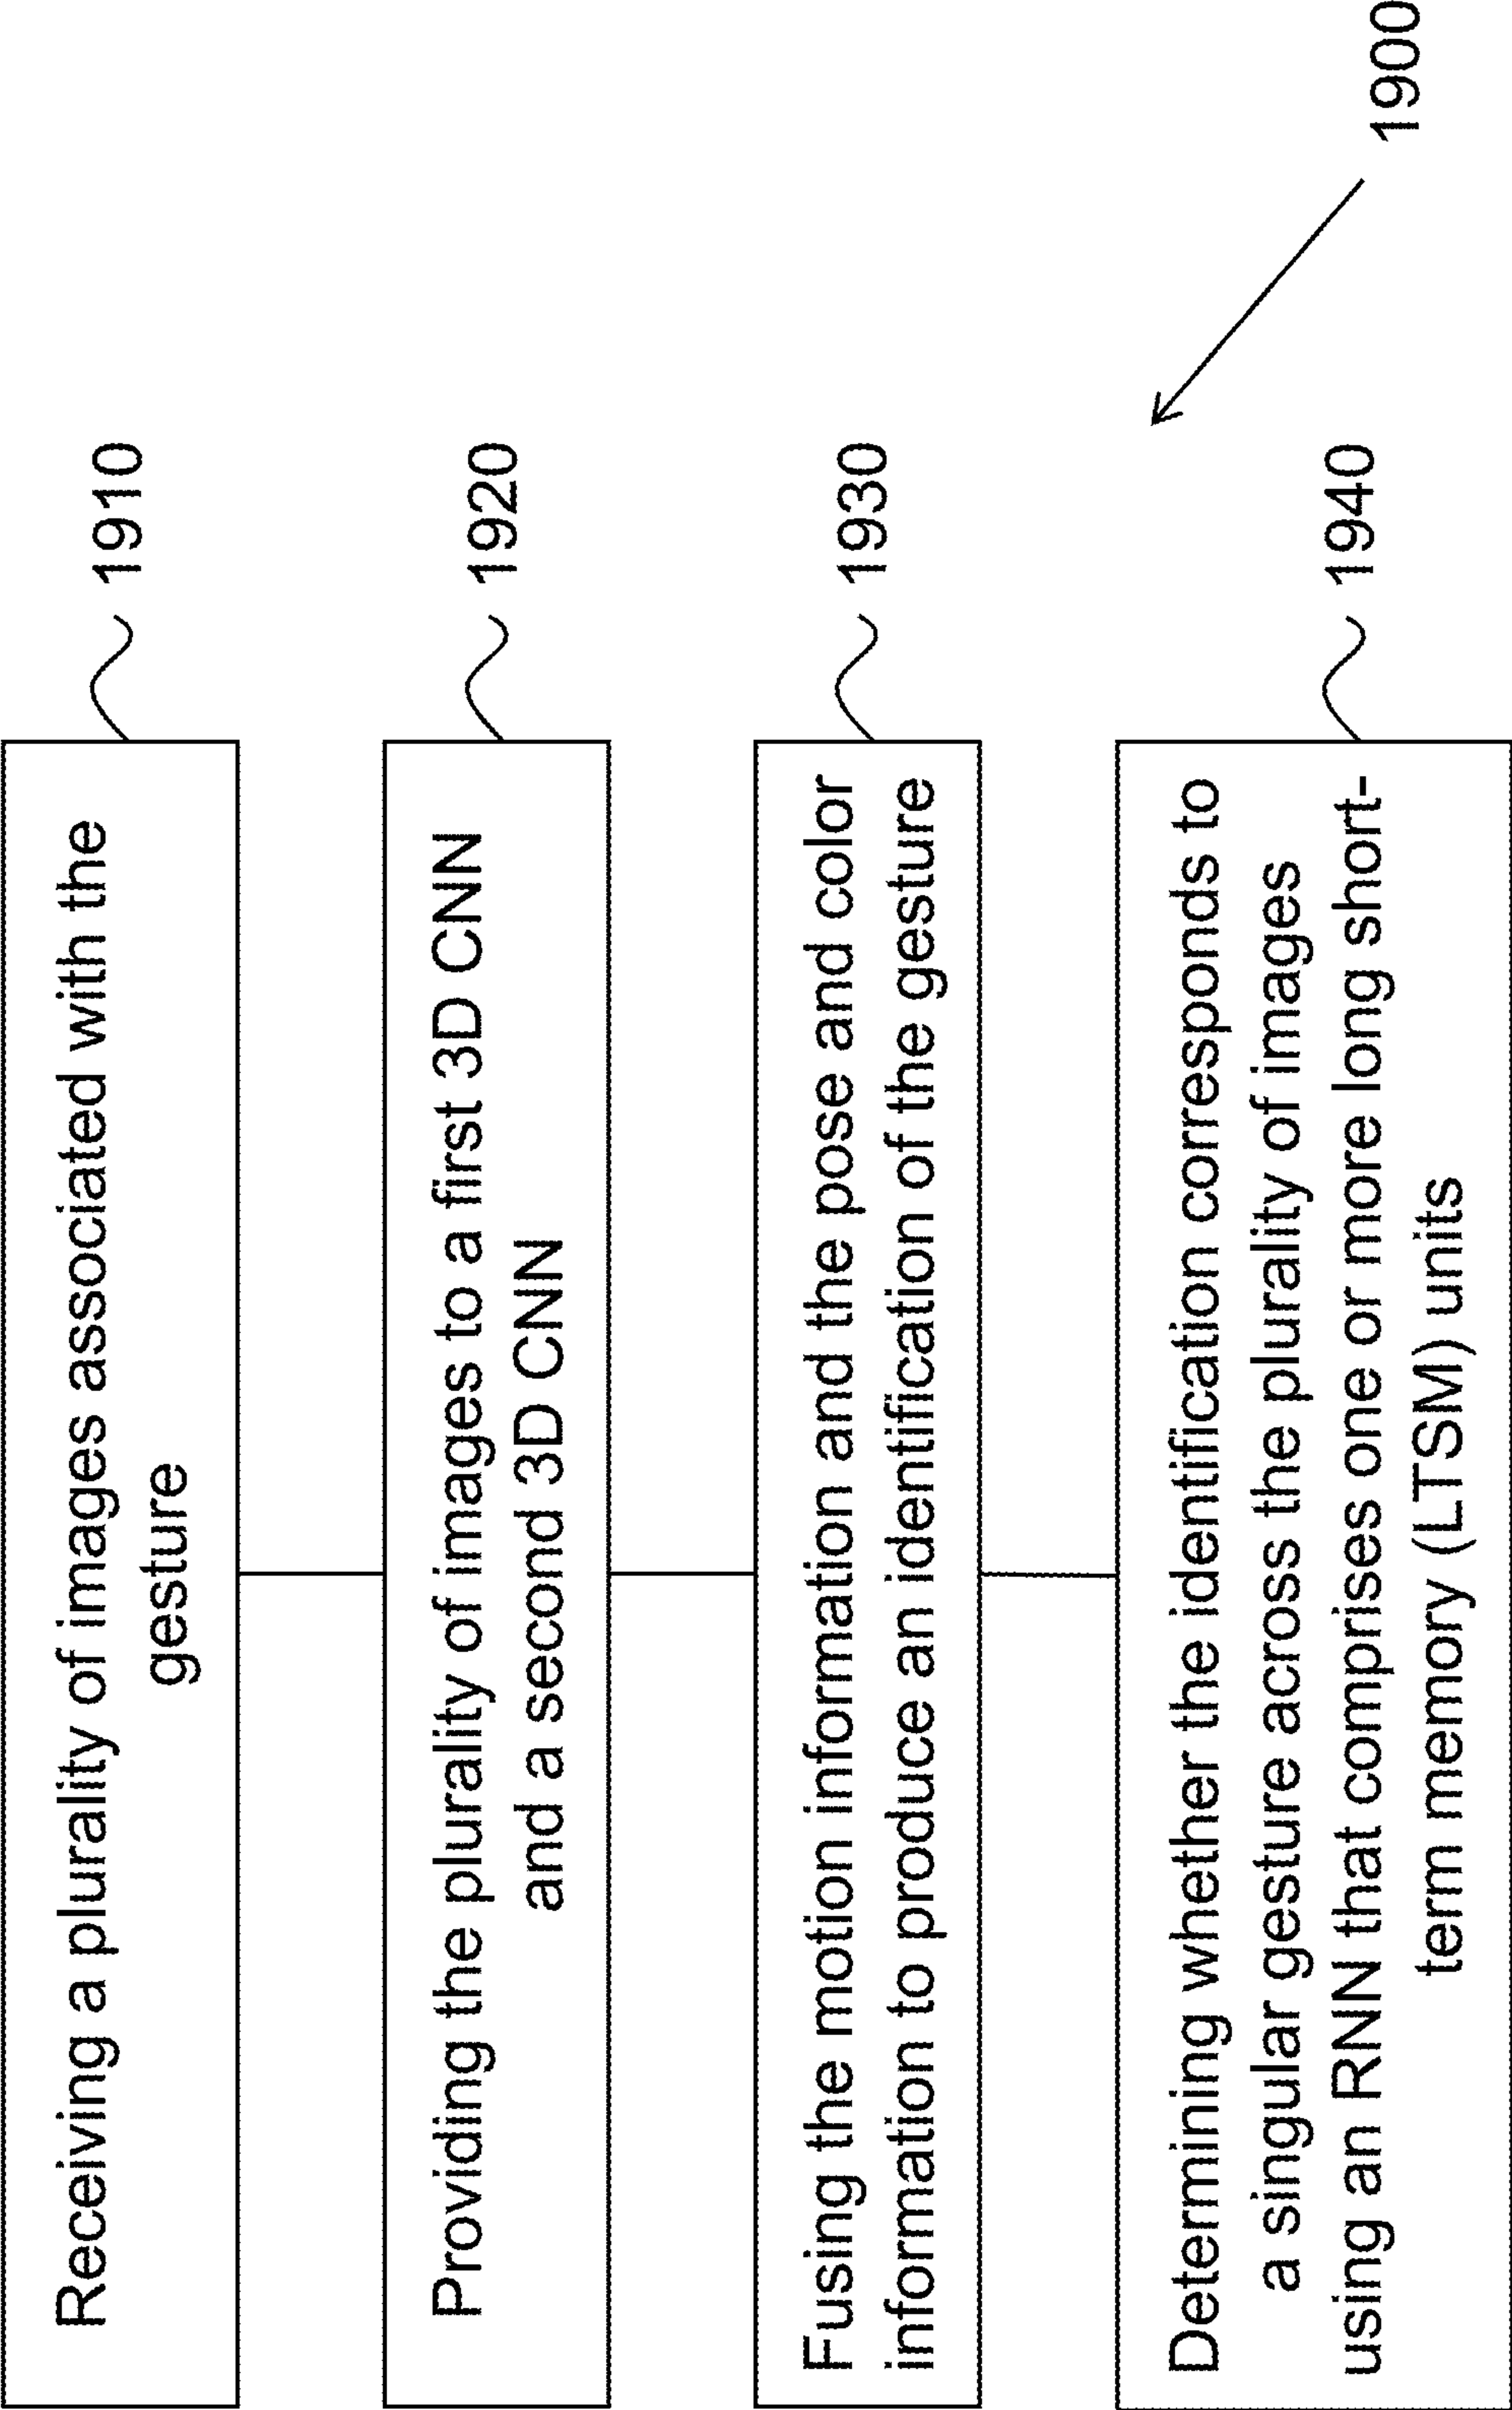 Receiving a plurality of images associated with the
gesture
1910
Providing the plurality of images to a first 3D CNN
and a second 3D CNN
1920
Fusing the motion information and the pose and color
information to produce an identification of the gesture
1930
Determining whether the identification corresponds to
a singular gesture across the plurality of images
using an RNN that comprises one or more long short-
term memory (LTSM) units
1940
1900